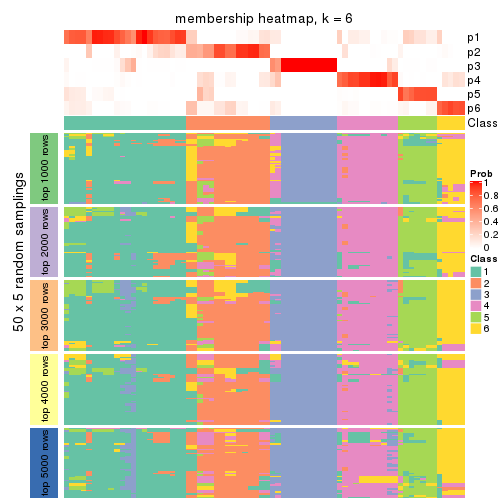 membership heatmap, k = 6
p1
p2
p3
p4
p5
p6
Class
50 x 5 random samplings
top 1000 rows
top 2000 rows
top 3000 rows
top 4000 rows
top 5000 rows
Prob
1
0.8
0.6
0.4
0.2
0
Class
1
2
3
4
5
6